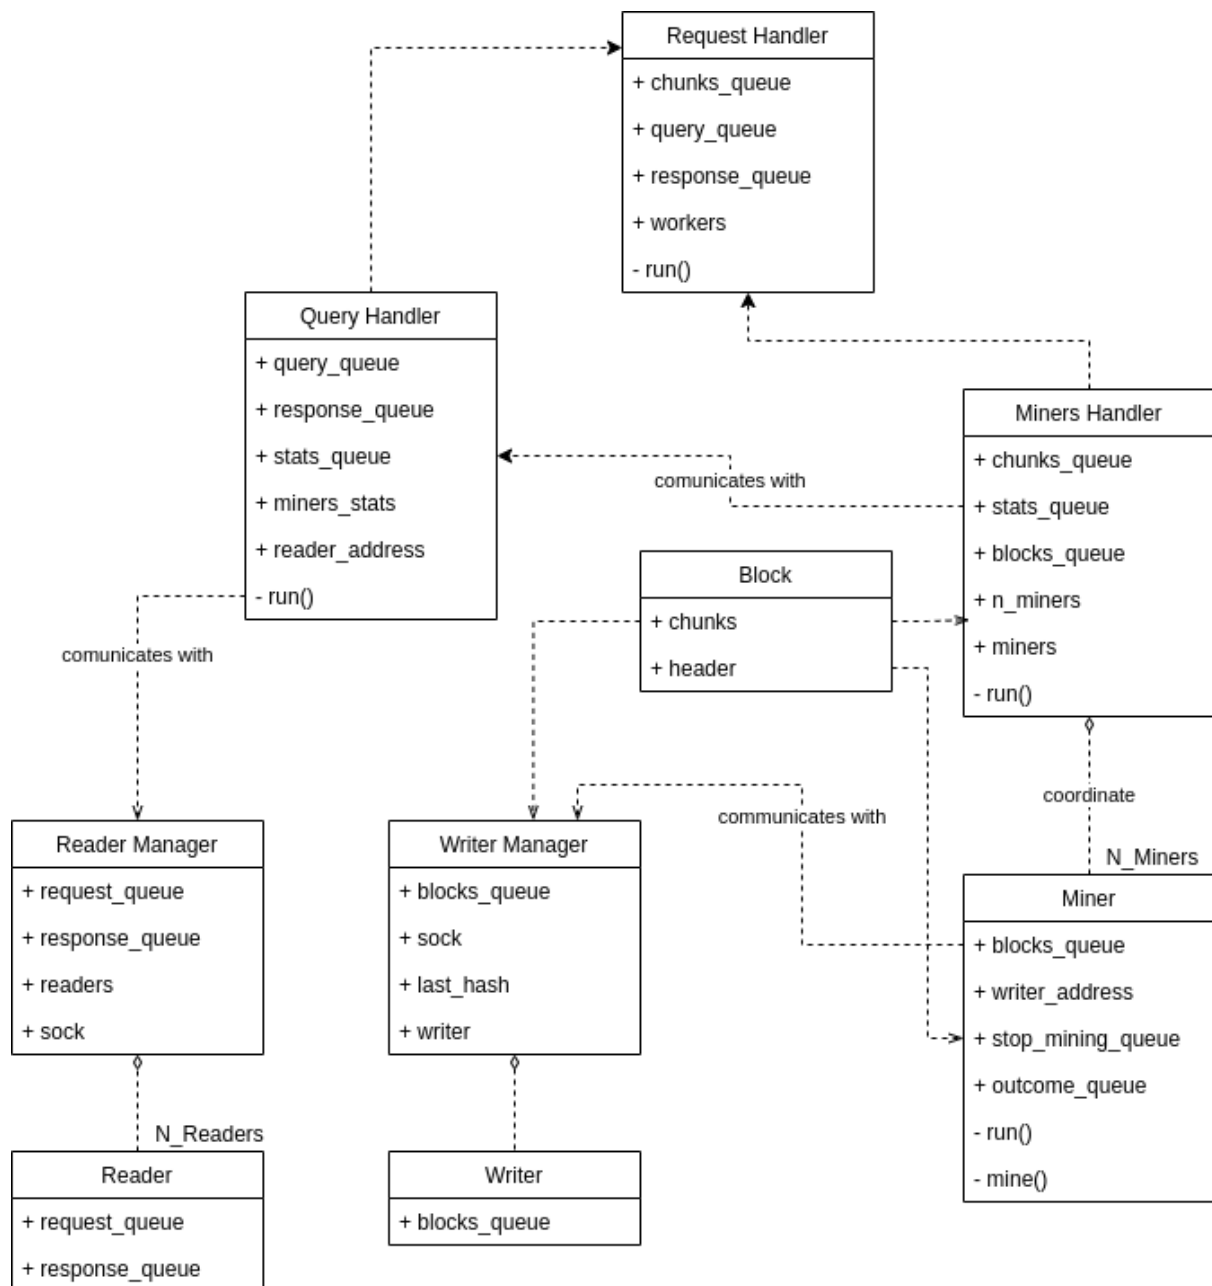 Request Handler
+ chunks_queue
+ query_queue
+ response_queue
+ workers
- run()
Query Handler
+ query_queue
+ response_queue
+ stats_queue
+ miners_stats
+ reader_address
- run()
Miners Handler
+ chunks_queue
+ stats_queue
+ blocks_queue
+ n_miners
+ miners
- run()
comunicates with
Block
+ chunks
+ header
comunicates with
coordinate
communicates with
N_Miners
Reader Manager
+ request_queue
+ response_queue
+ readers
+ sock
Writer Manager
+ blocks_queue
+ sock
+ last_hash
+ writer
Miner
+ blocks_queue
+ writer_address
+ stop_mining_queue
+ outcome_queue
- run()
- mine()
N_Readers
Reader
+ request_queue
+ response_queue
Writer
+ blocks_queue